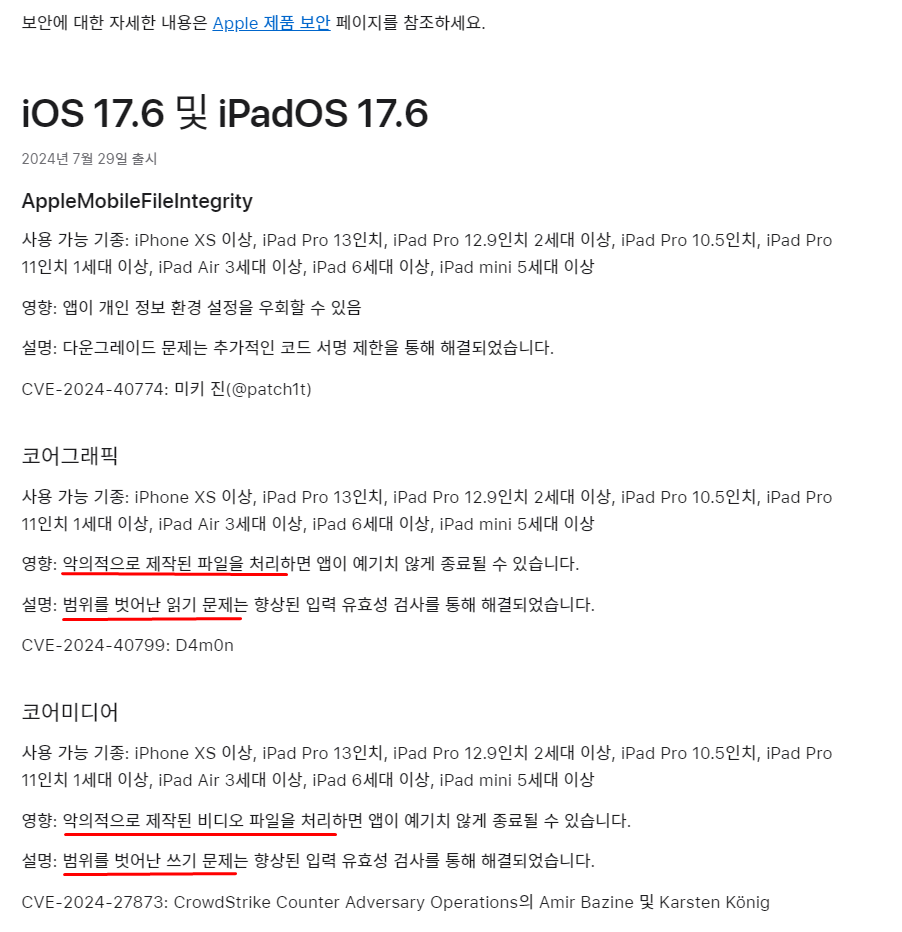 보안에 대한 자세한 내용은 Apple 제품 보안 페이지를 참조하세요.
iOS 17.6 및 iPadOS 17.6
2024년 7월 29일 출시
AppleMobileFileIntegrity
사용 가능 기종: iPhone XS 이상, iPad Pro 13인치, iPad Pro 12.9인치 2세대 이상, iPad Pro 10.5인치, iPad Pro
11인치 1세대 이상, iPad Air 3세대 이상, iPad 6세대 이상, iPad mini 5세대 이상
영향: 앱이 개인 정보 환경 설정을 우회할 수 있음
설명: 다운그레이드 문제는 추가적인 코드 서명 제한을 통해 해결되었습니다.
CVE-2024-40774: 미키 진(@patch1t)
코어그래픽
사용 가능 기종: iPhone XS 이상, iPad Pro 13인치, iPad Pro 12.9인치 2세대 이상, iPad Pro 10.5인치, iPad Pro
11인치 1세대 이상, iPad Air 3세대 이상, iPad 6세대 이상, iPad mini 5세대 이상
영향: 악의적으로 제작된 파일을 처리하면 앱이 예기치 않게 종료될 수 있습니다.
설명: 범위를 벗어난 읽기 문제는 향상된 입력 유효성 검사를 통해 해결되었습니다.
CVE-2024-40799: D4m0n
코어미디어
사용 가능 기종: iPhone XS 이상, iPad Pro 13인치, iPad Pro 12.9인치 2세대 이상, iPad Pro 10.5인치, iPad Pro
11인치 1세대 이상, iPad Air 3세대 이상, iPad 6세대 이상, iPad mini 5세대 이상
영향: 악의적으로 제작된 비디오 파일을 처리하면 앱이 예기치 않게 종료될 수 있습니다.
설명: 범위를 벗어난 쓰기 문제는 향상된 입력 유효성 검사를 통해 해결되었습니다.
CVE-2024-27873: CrowdStrike Counter Adversary Operations의 Amir Bazine 및 Karsten König